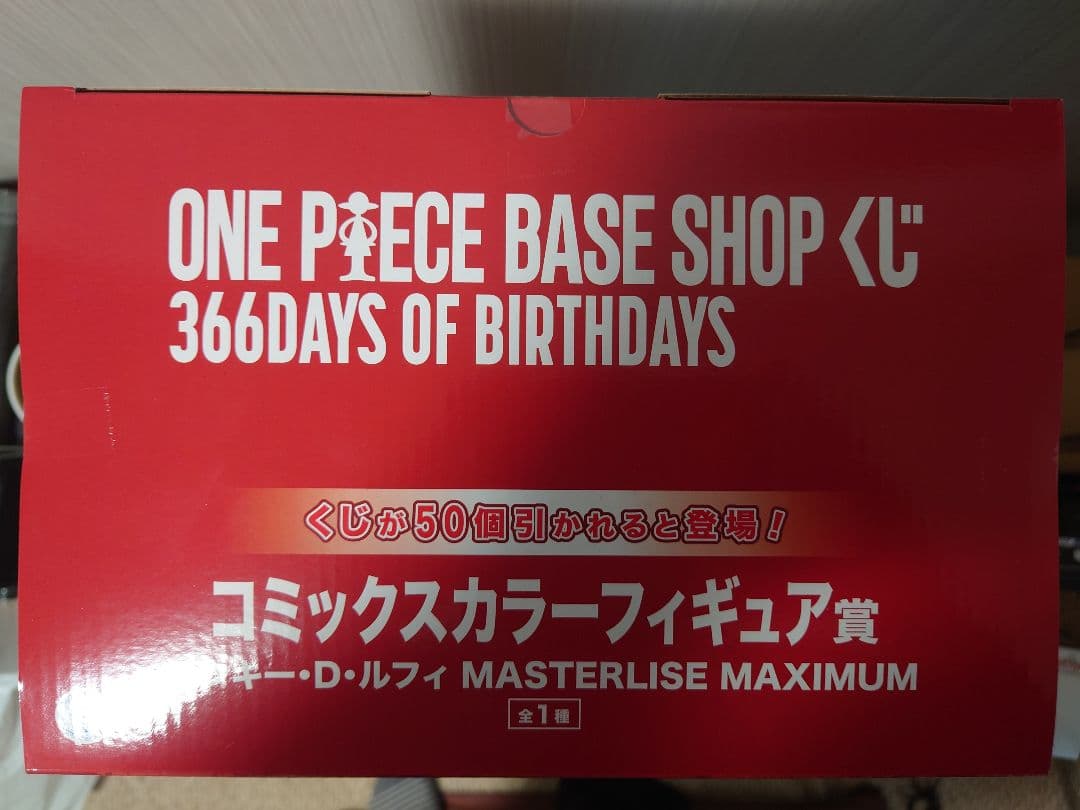 ONE PIECE BASE SHOP くじ
366DAYS OF BIRTHDAYS
くじが50個引かれると登場!
コミックスカラーフィギュア賞
キー・D・ルフィ MASTERLISE MAXIMUM
全1種